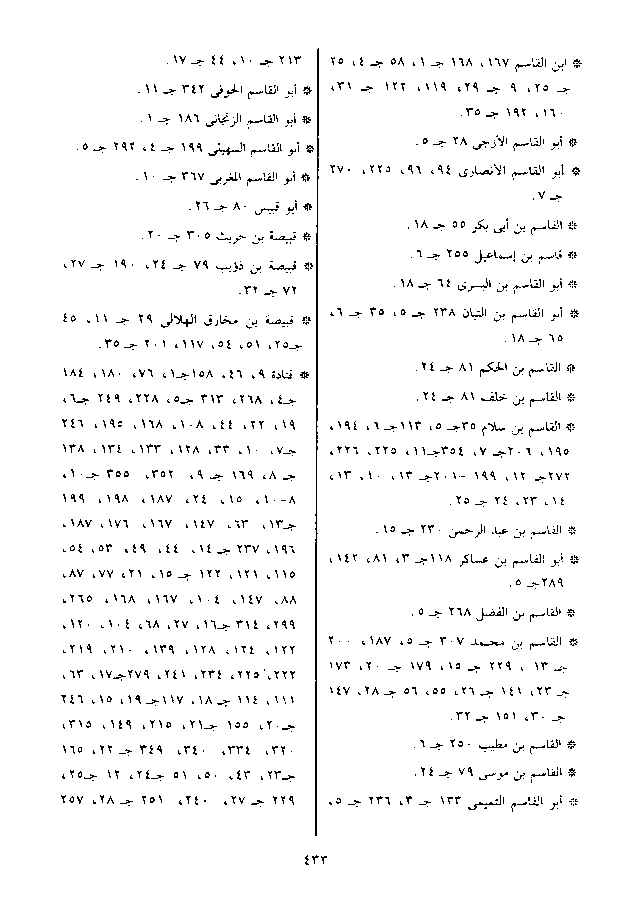 * ابن القاسم ١٦٧، ١٦٨ جـ ١، ٥٨ جـ ٤، ٢٥
جـ ٢٥، ٩ جـ ٢٩، ١١٩، ١٢٢ جـ ٣١،
١٦٠، ١٩٢ جـ ٣٥.
* أبو القاسم الأزجى ٢٨ جـ ٥.
* أبو القاسم الأنصارى ٩٤، ٩٦، ٢٢٥، ٢٧٠
جـ ٧.
* القاسم بن أبى بكر ٥٥ جـ ١٨.
* قاسم بن إسماعيل ٢٥٥ جـ ٦.
* أبو القاسم بن البسرى ٦٤ جـ ١٨.
* أبو القاسم بن التبان ٢٣٨ جـ ٥، ٣٥ جـ ٦،
٦٥ جـ ١٨.
* القاسم بن الحكم ٨١ جـ ٢٤.
* القاسم بن خلف ٨١ جـ ٢٤.
* القاسم بن سلام ٣٥جـ ٥، ١١٣جـ ٦، ١٩٤،
١٩٥، ٢٠٦جـ ٧، ٣٥٤جـ١١، ٢٢٥، ٢٢٦،
٢٧٢جـ ١٢، ١٩٩ -٢٠١جـ ١٣، ١٠، ١٣،
١٤، ٢٣، ٢٤ جـ ٢٥.
* القاسم بن عبد الرحمن ٢٣٠ جـ ١٥.
* أبو القاسم بن عساكر ١١٨جـ ٣، ٨١، ١٤٢،
٢٨٩جـ ٥.
* القاسم بن الفضل ٢٦٨ جـ ٥.
* القاسم بن محمد ٣٠٧ جـ ٥، ١٨٧، ٢٠٠
جـ ١٣ ، ٢٢٩ جـ ١٥، ١٧٩ جـ ٢٠، ١٧٣
جـ ٢٣، ١٤١ جـ ٢٦، ٥٥، ٥٦ جـ ٢٨، ١٤٧
جـ ٣٠، ١٥١ جـ ٣٢.
* القاسم بن مطيب ٢٥٠ جـ ٦.
* القاسم بن موسى ٧٩ جـ ٢٤.
* أبو القاسم التميمى ١٣٣ جـ ٣، ٢٣٦ جـ ٥،
٢١٣ جـ ١٠، ٤٤ جـ ١٧.
* أبو القاسم الحوفى ٣٤٢ جـ ١١.
* أبو القاسم الزنجانى ١٨٦ جـ ١.
* أبو القاسم السهيلى ١٩٩ جـ ٤، ٢٩٢ جـ ٥.
* أبو القاسم المغربى ٣٦٧ جـ ١٠.
* أبو قبيس ٨٠ جـ ٢٦.
* قبيصة بن حريث ٣٠٥ جـ ٢٠.
* قبيصة بن ذؤيب ٧٩ جـ ٢٤، ١٩٠ جـ ٢٧،
٧٢ جـ ٣٢.
* قبيصة بن مخارق الهلالى ٢٩ جـ ١١، ٤٥
جـ٢٥، ٥١، ٥٤، ١١٧، ٢٠١ جـ ٣٥.
* قتادة ٩، ٤٦، ١٥٨جـ١، ٧٦، ١٨٠، ١٨٤
جـ٤، ٢٦٨، ٣١٣ جـ٥، ٢٢٨، ٢٤٩ جـ٦،
١٩، ٢٢، ٤٤، ١٠٨، ١٦٨، ١٩٥، ٢٤٦
جـ٧، ١٠، ٣٣، ١٢٨، ١٣٣، ١٣٤، ١٣٨
جـ ٨، ١٦٩ جـ ٩، ٣٥٢، ٣٥٥ جـ١٠،
٨-١٠، ١٥، ٢٤، ١٨٧، ١٩٨، ١٩٩
جـ١٣، ٦٣، ١٤٧، ١٦٧، ١٧٦، ١٨٧،
١٩٦، ٢٣٧ جـ ١٤، ٤٤، ٤٩، ٥٣، ٥٤،
١١٥، ١٢١، ١٢٢ جـ ١٥، ٢١، ٧٧، ٨٧،
٨٨، ١٤٧، ١٠٤، ١٦٧، ١٦٨، ٢٦٥،
٢٩٩، ٣١٤ جـ١٦، ٢٧، ٦٨، ١٠٤، ١٢٠،
١٢٢، ١٢٤، ١٢٨، ١٣٩، ٢١٠، ٢١٩،
٢٢٢، ٢٢٥، ٢٣٤، ٢٤١، ٢٧٩جـ١٧، ٦٣،
١١١، ١١٤ جـ ١٨، ١١٧جـ ١٩، ١٥، ٢٤٦
جـ٢٠، ١٥٥ جـ٢١، ٢١٥، ١٤٩، ٣١٥،
٣٢٠، ٣٣٤، ٣٤٠، ٣٤٩ جـ ٢٢، ١٦٥
جـ٢٣، ٤٣، ٥٠، ٥١ جـ٢٤، ١٢ جـ٢٥،
٢٢٩ جـ ٢٧، ٢٤٠، ٢٥١ جـ ٢٨، ٢٥٧
٤٣٣